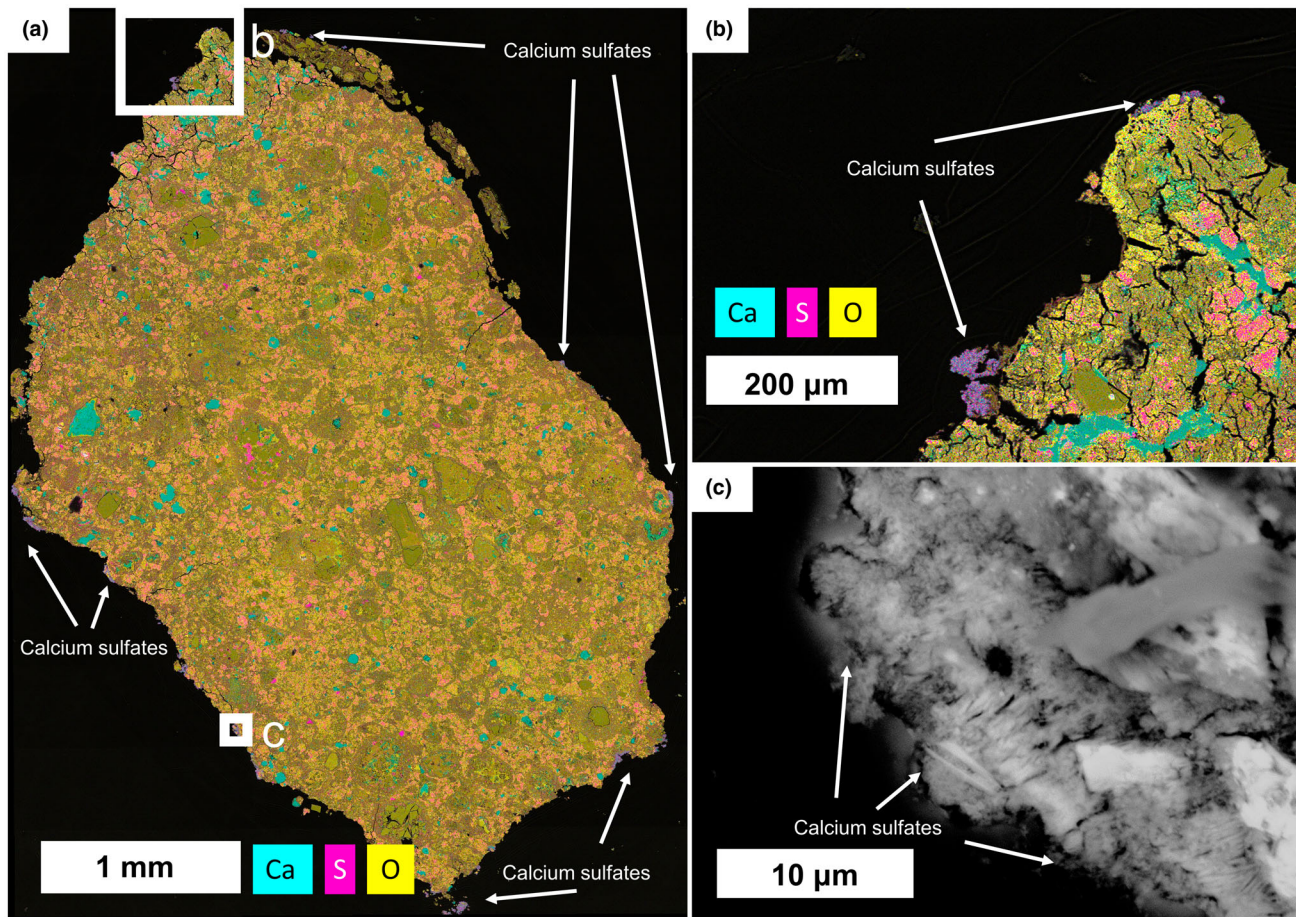 (a)
b
Calcium sulfates
Calcium sulfates
c
Calcium sulfates
1 mm
Ca
S
O
(b)
Calcium sulfates
Ca
S
O
200 µm
(c)
Calcium sulfates
10 µm